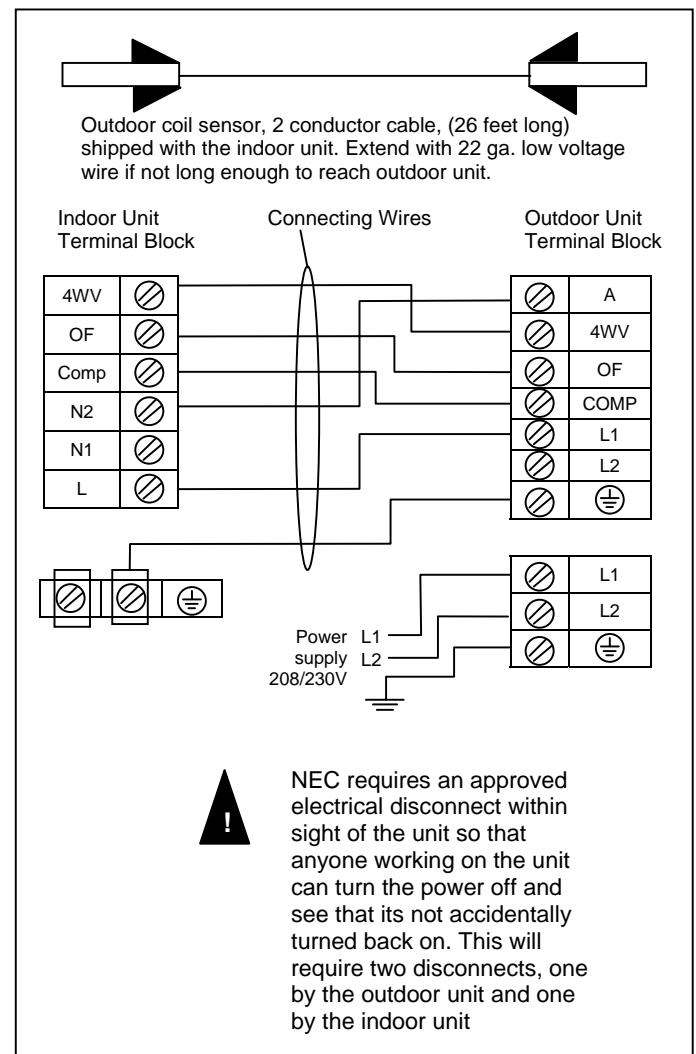 Outdoor coil sensor, 2 conductor cable, (26 feet long)
shipped with the indoor unit. Extend with 22 ga. low voltage
wire if not long enough to reach outdoor unit.
Indoor Unit
Terminal Block
Connecting Wires
Outdoor Unit
Terminal Block
4WV
OF
Comp
N2
N1
L
A
4WV
OF
COMP
L1
L2
L1
L2
Power L1
supply L2
208/230V
!
NEC requires an approved
electrical disconnect within
sight of the unit so that
anyone working on the unit
can turn the power off and
see that its not accidentally
turned back on. This will
require two disconnects, one
by the outdoor unit and one
by the indoor unit